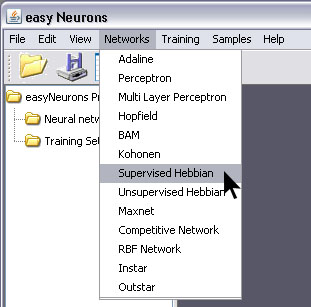 easy Neurons
File Edit View Networks Training Samples Help
easyNeurons Pr
Neural netw
Training Set
Adaline
Perceptron
Multi Layer Perceptron
Hopfield
BAM
Kohonen
Supervised Hebbian
Unsupervised Hebbian
Maxnet
Competitive Network
RBF Network
Instar
Outstar